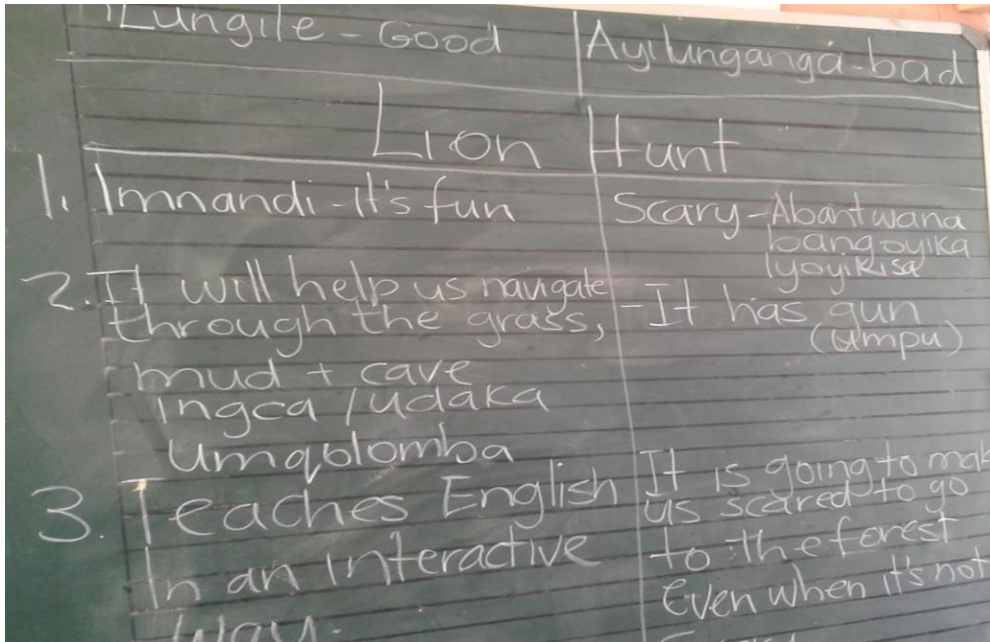 Lungile - Good
Ayilunganga - bad
Lion Hunt
1. Imnandi - It's fun
Scary - Abantwana
bangoyika
Iyoyikisa
2. It will help us navigate
through the grass,
mud + cave
Ingca / udaka
Umqolomba
- It has gun
(umpu)
3. Teaches English
In an interactive
way.
It is going to mak
us scared to go
to the forest
even when it's not